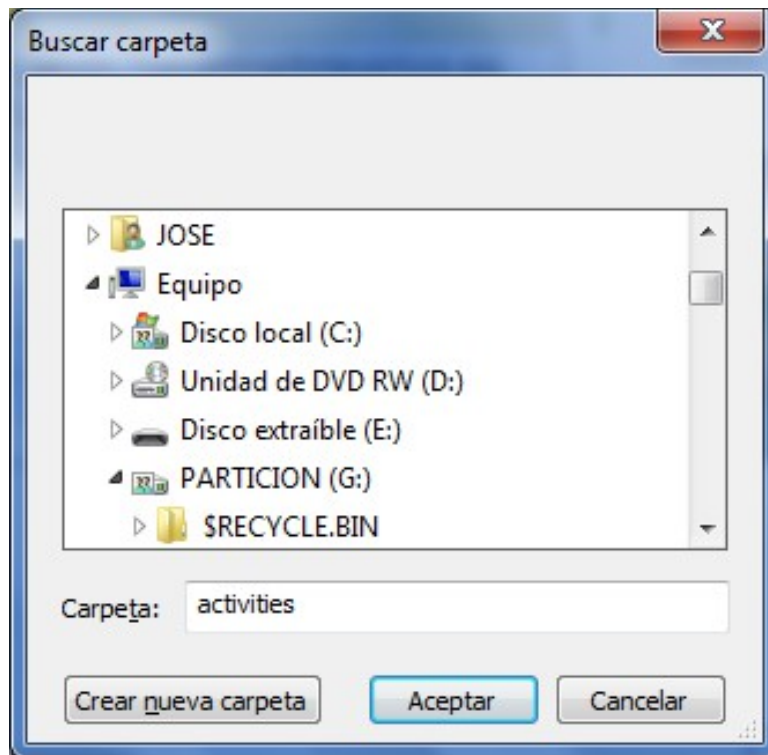 Buscar carpeta
JOSE
Equipo
Disco local (C:)
Unidad de DVD RW (D:)
Disco extraíble (E:)
PARTICION (G:)
$RECYCLE.BIN
Carpeta: activities
Crear nueva carpeta Aceptar Cancelar